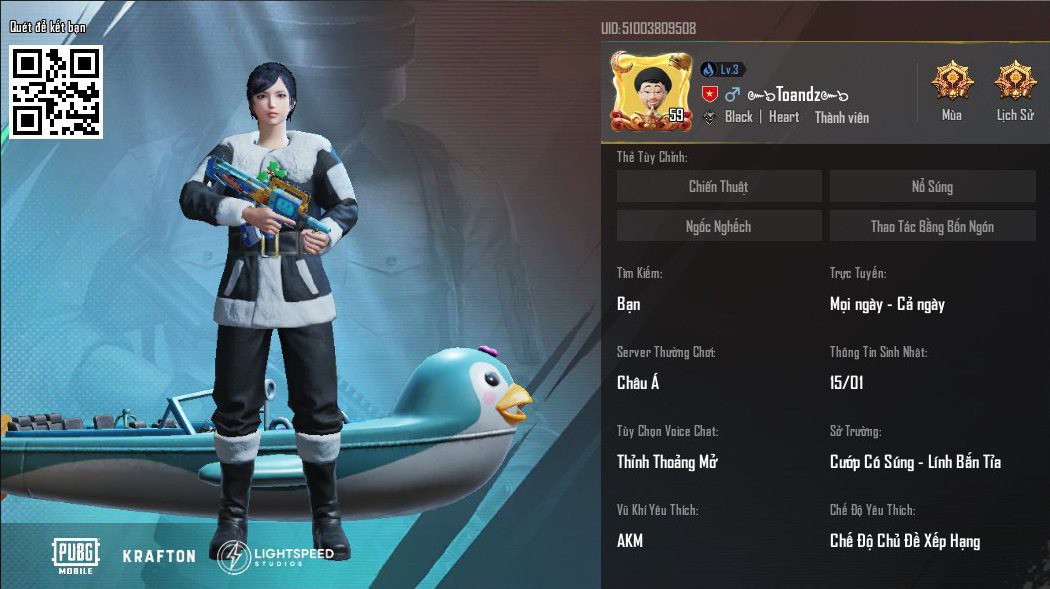 Quét để kết bạn
UID:51003809508
Lv.3
Toandz
59
Black | Heart Thành viên
Mùa
Lịch Sử
Thẻ Tùy Chỉnh:
Chiến Thuật
Nổ Súng
Ngốc Nghếch
Thao Tác Bằng Bốn Ngón
Tìm Kiếm:
Trực Tuyến:
Bạn
Mọi ngày - Cả ngày
Server Thường Chơi:
Thông Tin Sinh Nhật:
Châu Á
15/01
Tùy Chọn Voice Chat:
Sở Trường:
Thỉnh Thoảng Mở
Cướp Cò Súng - Lính Bắn Tỉa
Vũ Khí Yêu Thích:
Chế Độ Yêu Thích:
AKM
Chế Độ Chủ Đề Xếp Hạng
PUBG
MOBILE
KRAFTON
LIGHTSPEED
STUDIOS